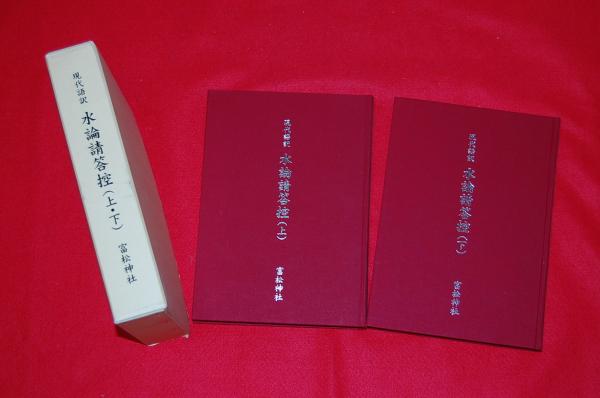 現代語訳 水論請答控(上・下) 富松神社
現代語訳 水論請答控(上) 富松神社
現代語訳 水論請答控(下) 富松神社